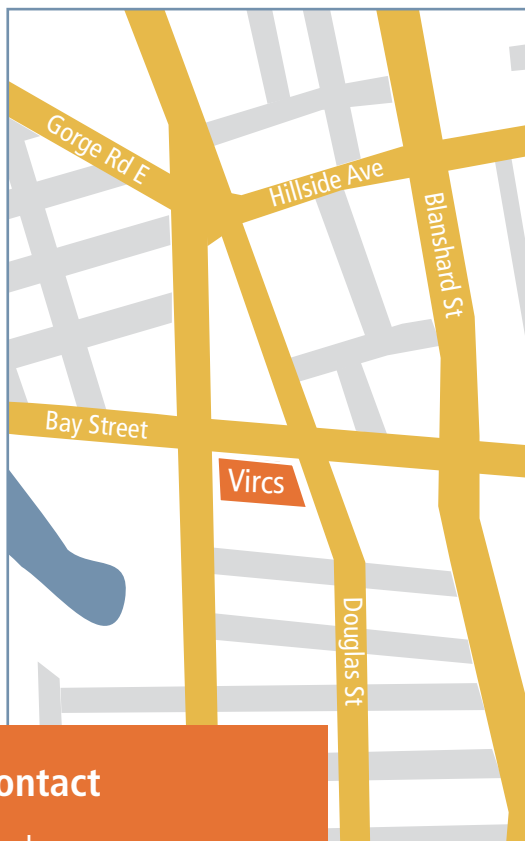 Gorge Rd E
Hillside Ave
Blanshard St
Bay Street
Vircs
Douglas St
ontact